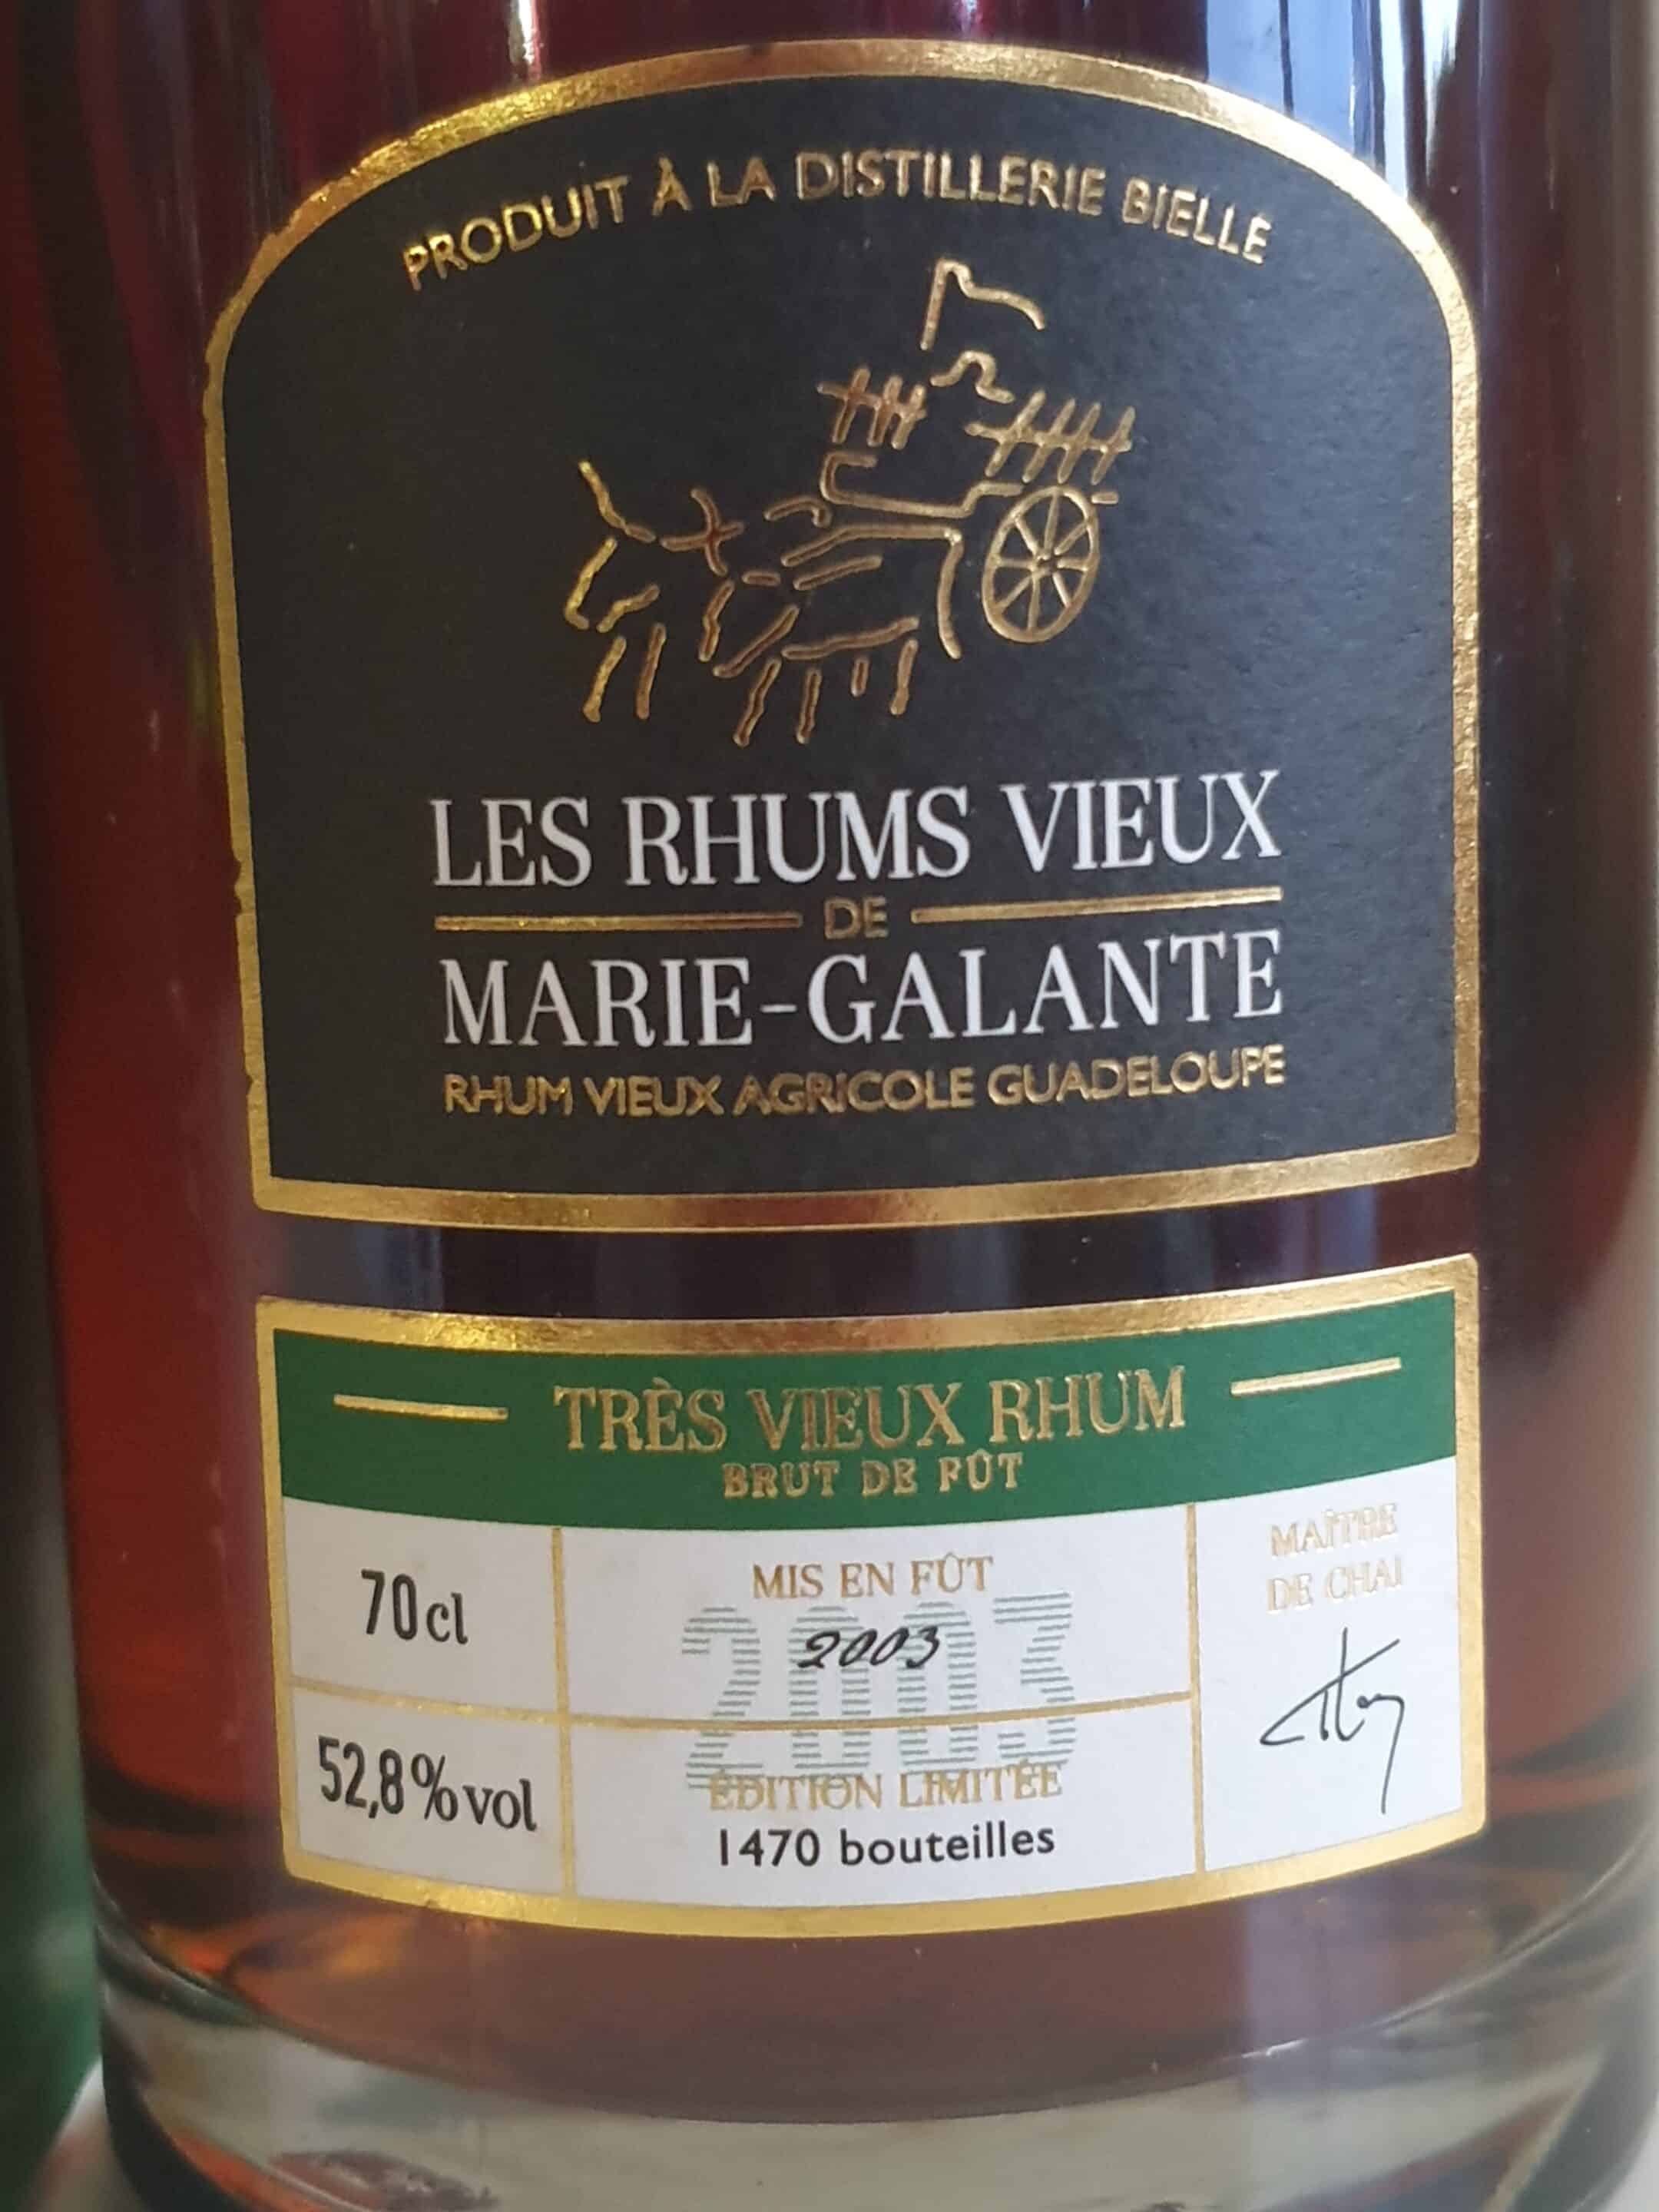 PRODUIT À LA DISTILLERIE BIELLE
LES RHUMS VIEUX
DE
MARIE-GALANTE
RHUM VIEUX AGRICOLE GUADELOUPE
TRÈS VIEUX RHUM
BRUT DE FÛT
70cl
MIS EN FÛT
2003
2003
MAÎTRE
DE CHAI
52,8%vol
ÉDITION LIMITÉE
1470 bouteilles